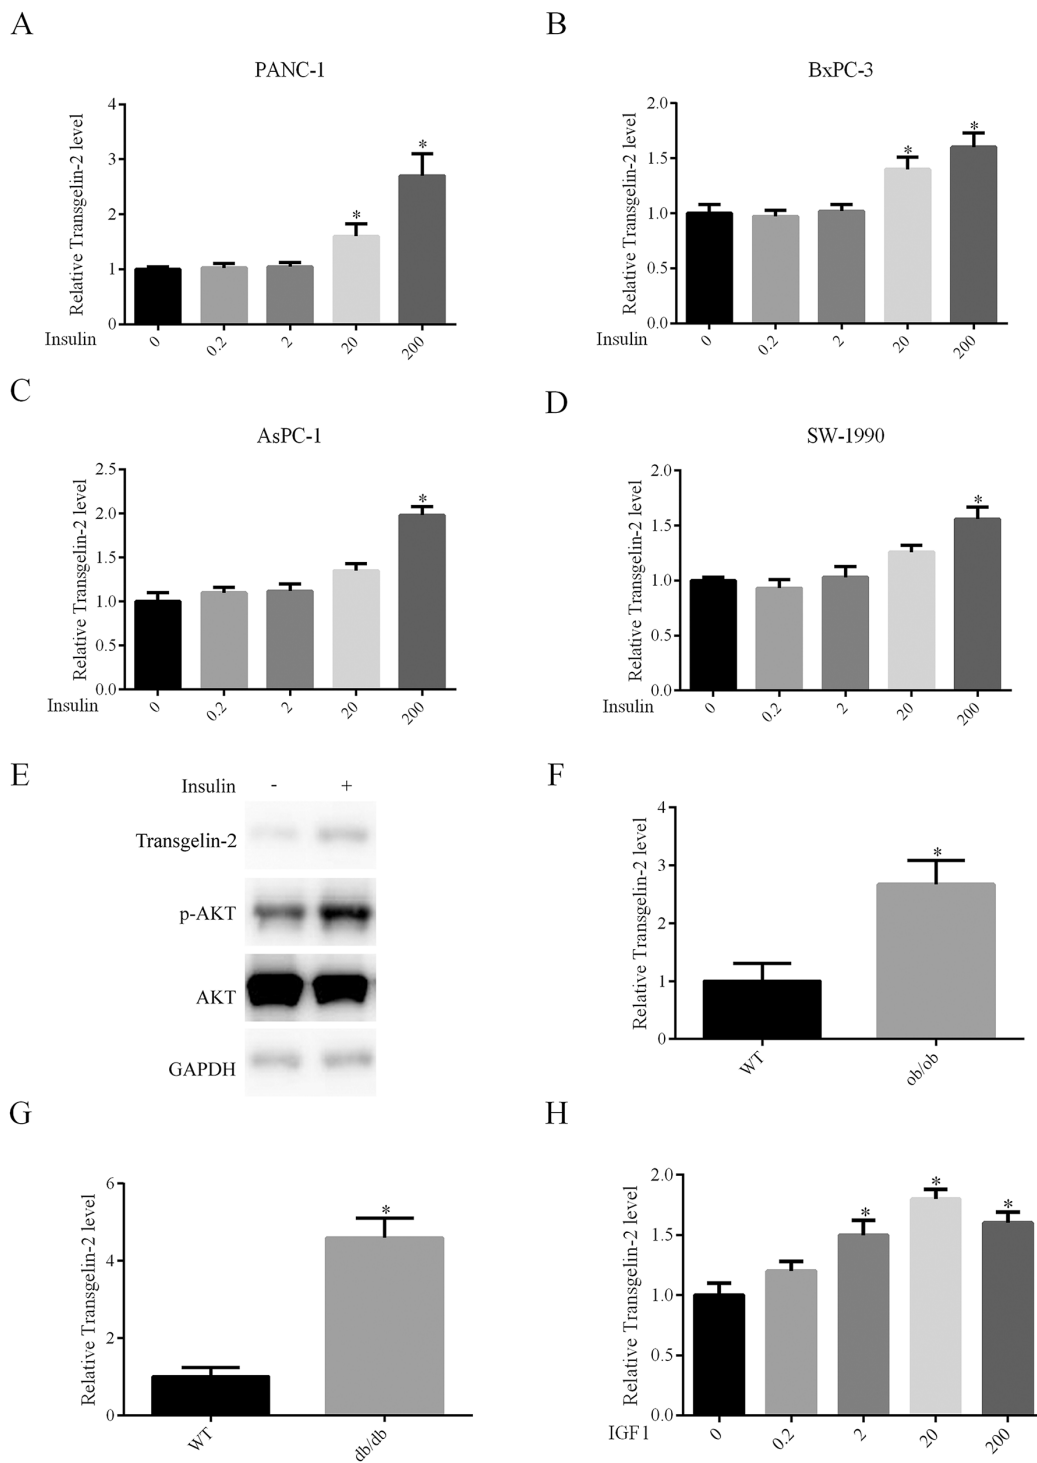 A
PANC-1
Relative Transgelin-2 level
4
3
2
1
0
*
*
Insulin
0
0.2
2
20
200
B
BxPC-3
Relative Transgelin-2 level
2.0
1.5
1.0
0.5
0.0
*
*
Insulin
0
0.2
2
20
200
C
AsPC-1
Relative Transgelin-2 level
2.5
2.0
1.5
1.0
0.5
0.0
*
Insulin
0
0.2
2
20
200
D
SW-1990
Relative Transgelin-2 level
2.0
1.5
1.0
0.5
0.0
*
Insulin
0
0.2
2
20
200
E
Insulin - +
Transgelin-2
p-AKT
AKT
GAPDH
F
Relative Transgelin-2 level
4
3
2
1
0
*
WT
ob/ob
G
Relative Transgelin-2 level
6
4
2
0
*
WT
db/db
H
Relative Transgelin-2 level
2.0
1.5
1.0
0.5
0.0
*
*
*
IGF1
0
0.2
2
20
200